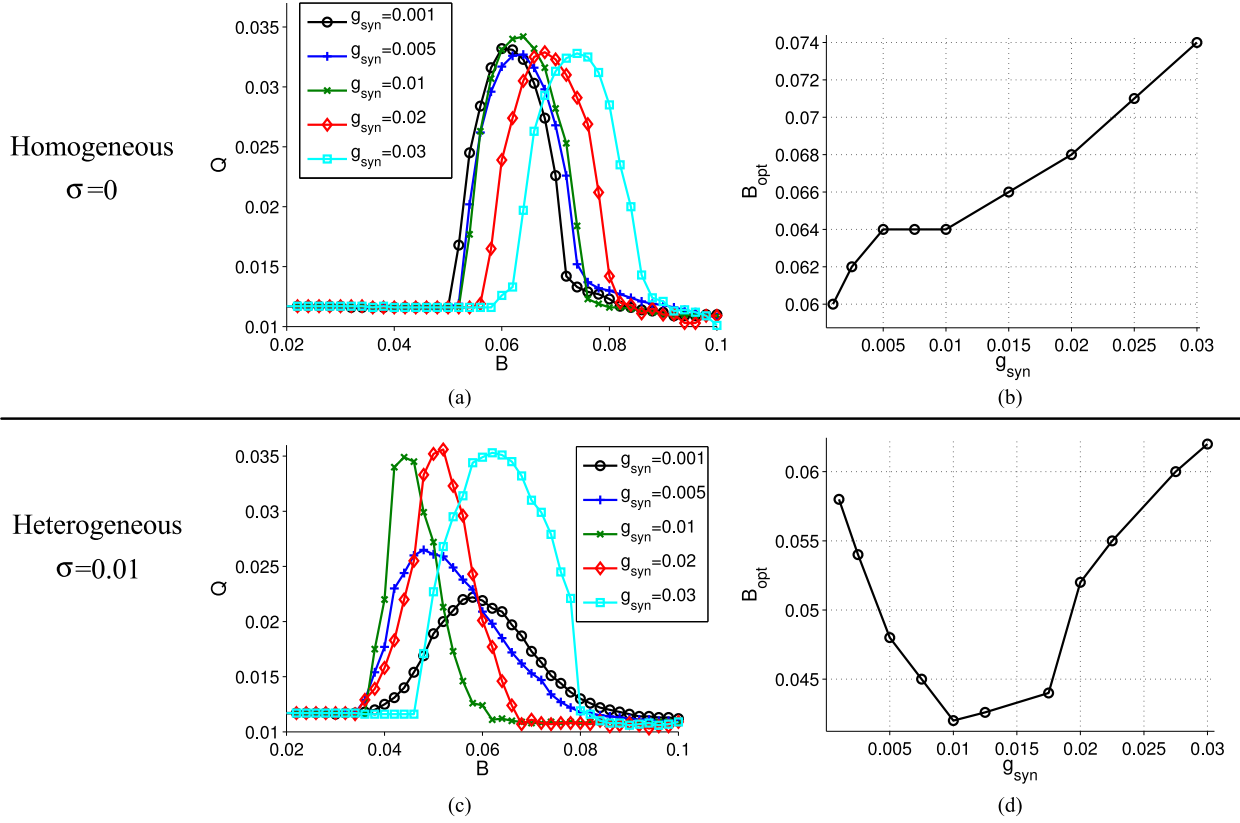 Homogeneous
σ=0
g_syn=0.001
g_syn=0.005
g_syn=0.01
g_syn=0.02
g_syn=0.03
Q
0.035
0.03
0.025
0.02
0.015
0.01
0.02
0.04
0.06
0.08
0.1
B
(a)
B_opt
0.074
0.072
0.07
0.068
0.066
0.064
0.062
0.06
0.005
0.01
0.015
0.02
0.025
0.03
g_syn
(b)
Heterogeneous
σ=0.01
g_syn=0.001
g_syn=0.005
g_syn=0.01
g_syn=0.02
g_syn=0.03
Q
0.035
0.03
0.025
0.02
0.015
0.01
0.02
0.04
0.06
0.08
0.1
B
(c)
B_opt
0.06
0.055
0.05
0.045
0.005
0.01
0.015
0.02
0.025
0.03
g_syn
(d)